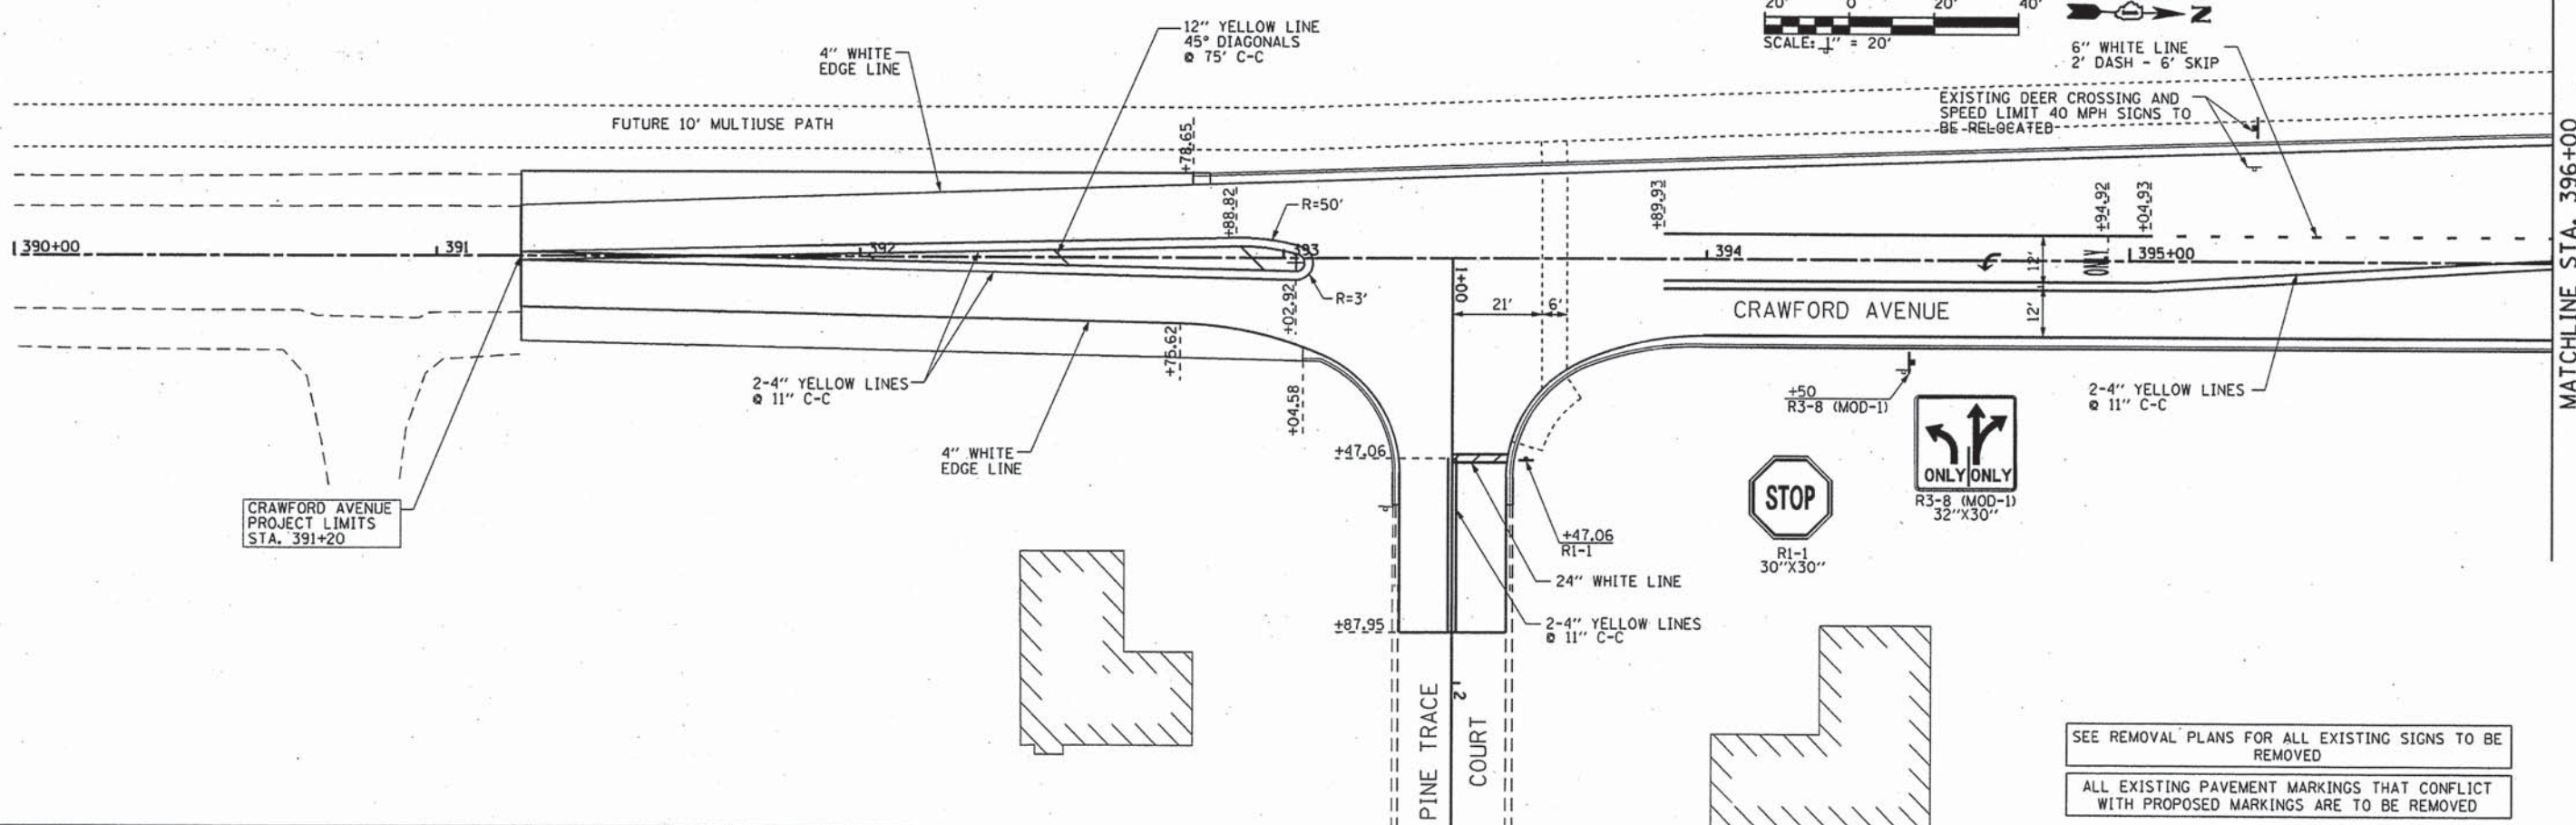 20' 0 20' 40'
SCALE: 1" = 20'
N
12" YELLOW LINE
45° DIAGONALS
@ 75' C-C
4" WHITE
EDGE LINE
6" WHITE LINE
2' DASH - 6' SKIP
EXISTING DEER CROSSING AND
SPEED LIMIT 40 MPH SIGNS TO
BE RELOCATED
FUTURE 10' MULTIUSE PATH
+78.65
+88.82
R=50'
+89.93
+94.92
+04.93
MATCHLINE STA. 396+00
390+00
391
392
393
394
395+00
ONLY
12'
12'
1+00
21'
6'
R=3'
+02.92
+75.62
+04.58
CRAWFORD AVENUE
2-4" YELLOW LINES
@ 11" C-C
+50
R3-8 (MOD-1)
2-4" YELLOW LINES
@ 11" C-C
4" WHITE
EDGE LINE
+47.06
ONLY ONLY
R3-8 (MOD-1)
32"X30"
STOP
R1-1
30"X30"
CRAWFORD AVENUE
PROJECT LIMITS
STA. 391+20
+47.06
R1-1
24" WHITE LINE
2-4" YELLOW LINES
@ 11" C-C
+87.95
2
PINE TRACE
COURT
SEE REMOVAL PLANS FOR ALL EXISTING SIGNS TO BE
REMOVED
ALL EXISTING PAVEMENT MARKINGS THAT CONFLICT
WITH PROPOSED MARKINGS ARE TO BE REMOVED